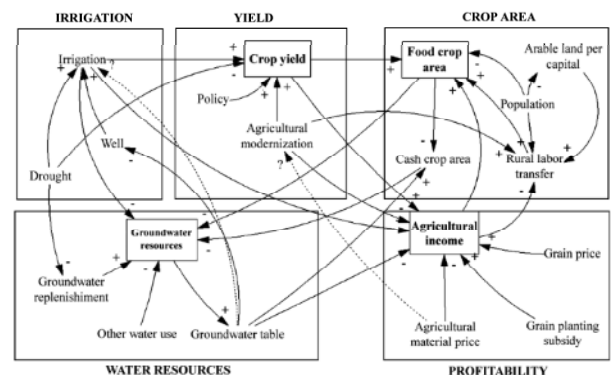 IRRIGATION
YIELD
CROP AREA
Irrigation
?
Crop yield
Food crop
area
Arable land per
capital
Policy
Population
Agricultural
modernization
?
Well
Cash crop area
Rural labor
transfer
Drought
Groundwater
resources
Agricultural
income
Groundwater
replenishment
Grain price
Other water use
Groundwater table
Agricultural
material price
Grain planting
subsidy
WATER RESOURCES
PROFITABILITY